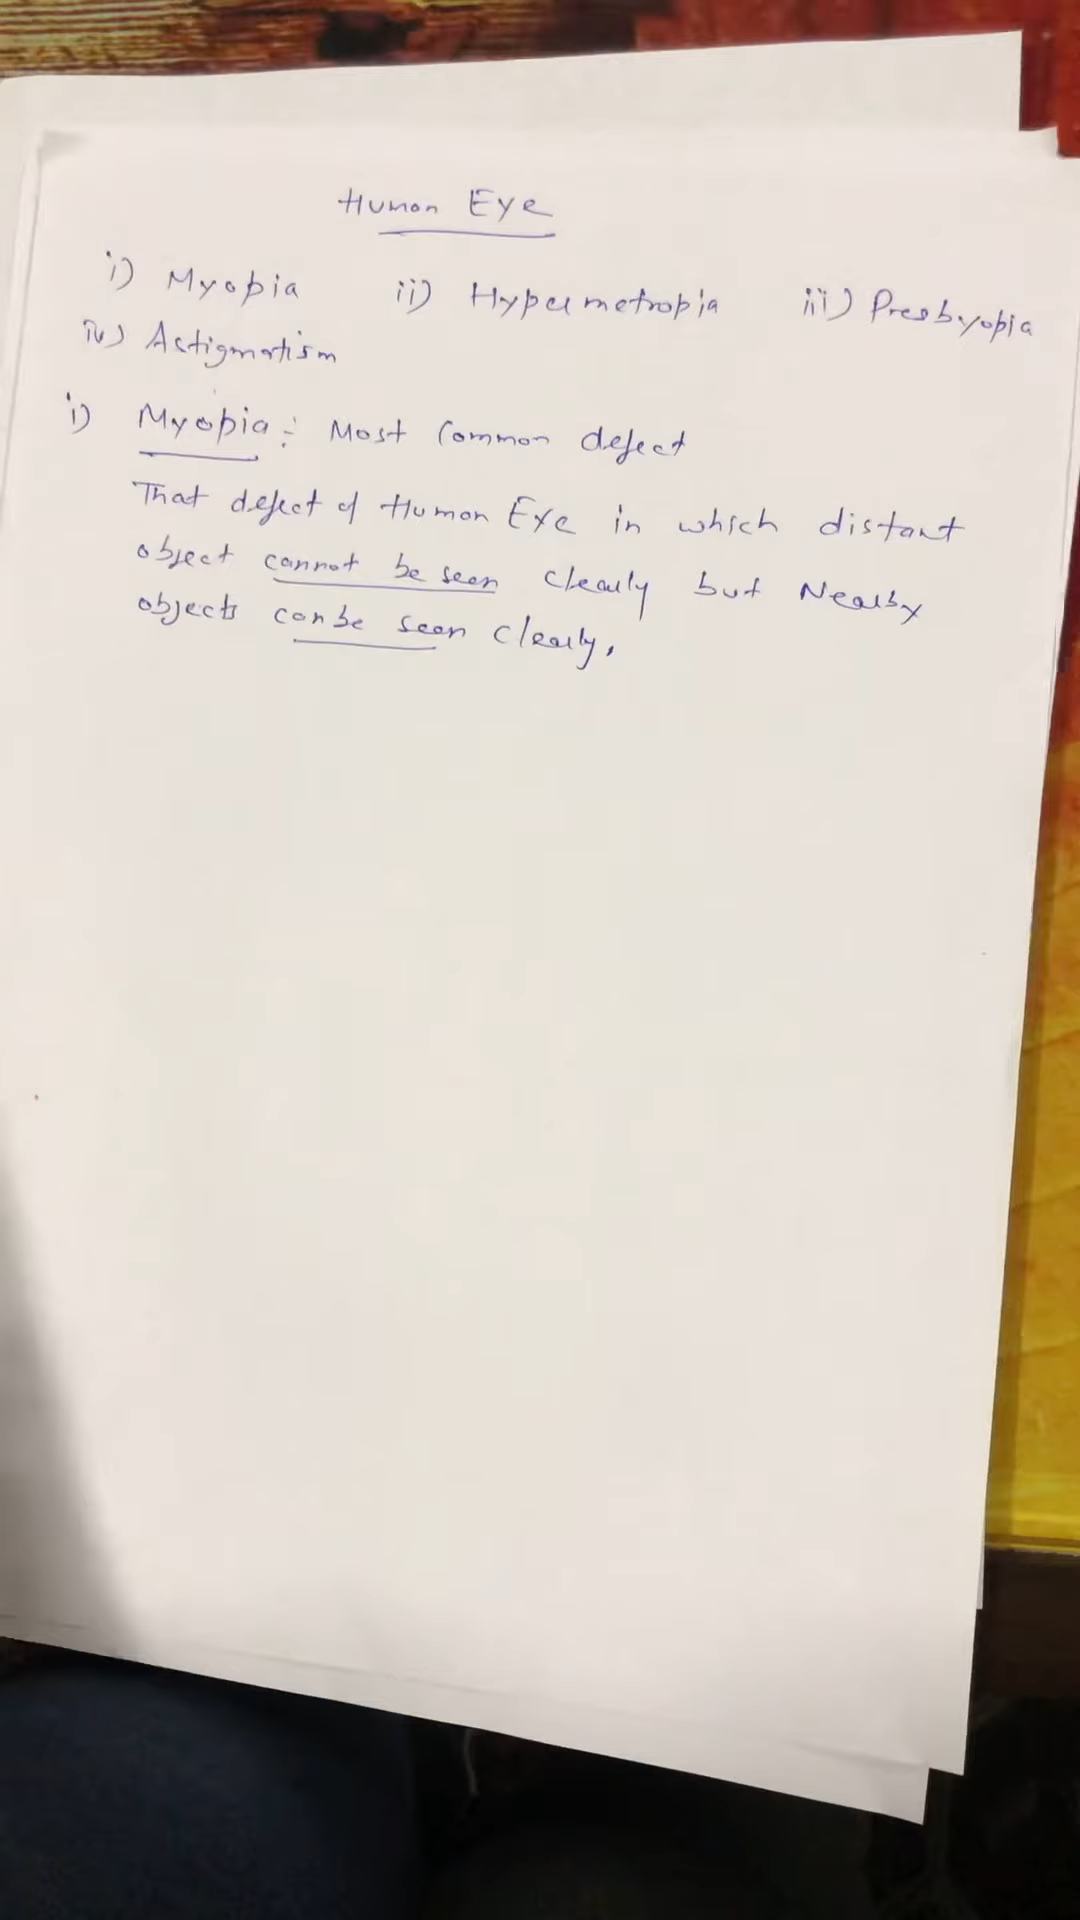 Human Eye
i) Myopia ii) Hypermetropia iii) Presbyopia
iv) Astigmatism
i) Myopia : Most Common defect
That defect of Human Eye in which distant
object cannot be seen clearly but Nearby
objects can be seen clearly.